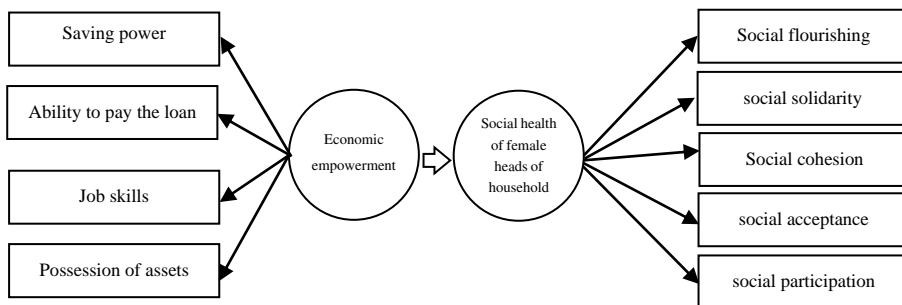 Saving power
Ability to pay the loan
Job skills
Possession of assets
Economic
empowerment
Social health
of female
heads of
household
Social flourishing
social solidarity
Social cohesion
social acceptance
social participation